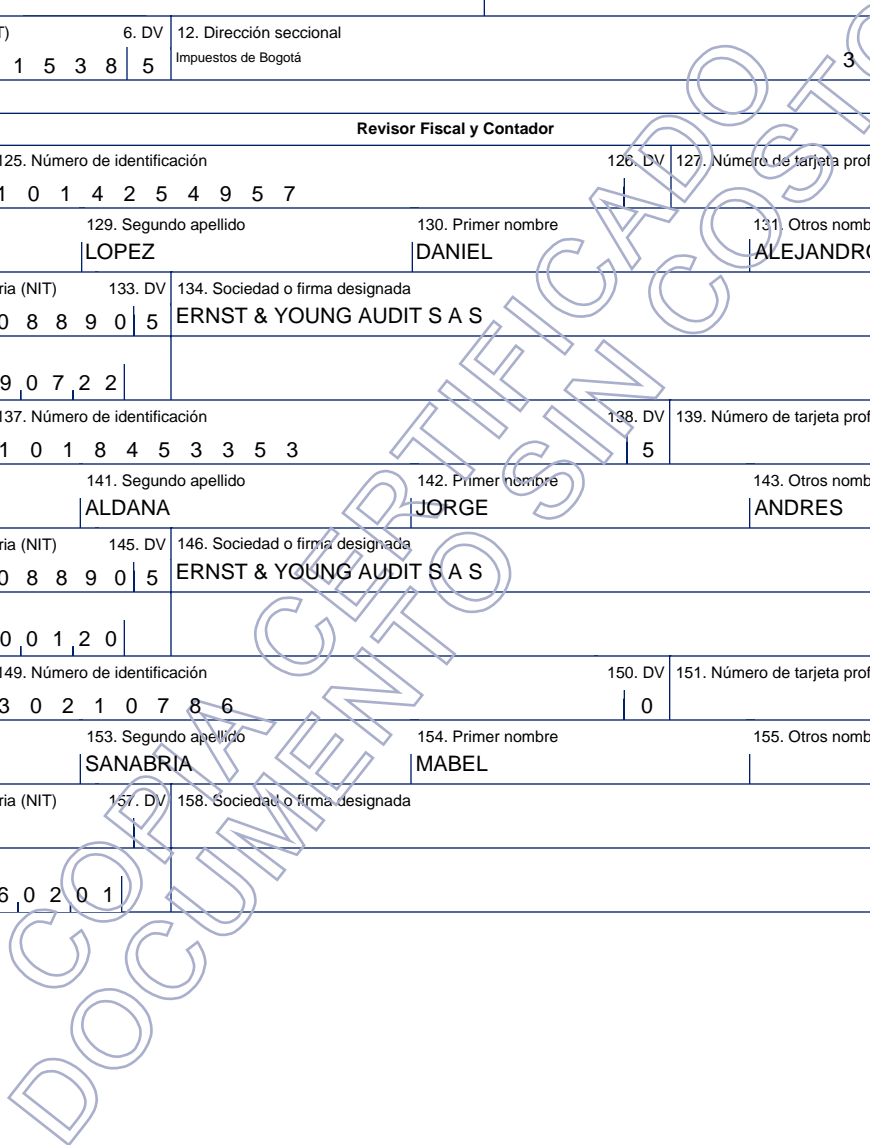 T) 6. DV 12. Dirección seccional
1 5 3 8 5 Impuestos de Bogotá 3
Revisor Fiscal y Contador
125. Número de identificación 126. DV 127. Número de tarjeta prof
1 0 1 4 2 5 4 9 5 7
129. Segundo apellido 130. Primer nombre 131. Otros nomb
LOPEZ DANIEL ALEJANDRO
ria (NIT) 133. DV 134. Sociedad o firma designada
0 8 8 9 0 5 ERNST & YOUNG AUDIT S A S
9 0 7 2 2
137. Número de identificación 138. DV 139. Número de tarjeta prof
1 0 1 8 4 5 3 3 5 3 5
141. Segundo apellido 142. Primer nombre 143. Otros nomb
ALDANA JORGE ANDRES
ria (NIT) 145. DV 146. Sociedad o firma designada
0 8 8 9 0 5 ERNST & YOUNG AUDIT S A S
0 0 1 2 0
149. Número de identificación 150. DV 151. Número de tarjeta prof
3 0 2 1 0 7 8 6 0
153. Segundo apellido 154. Primer nombre 155. Otros nomb
SANABRIA MABEL
ria (NIT) 157. DV 158. Sociedad o firma designada
6 0 2 0 1
COPIA CERTIFICADO
DOCUMENTO SIN COSTO